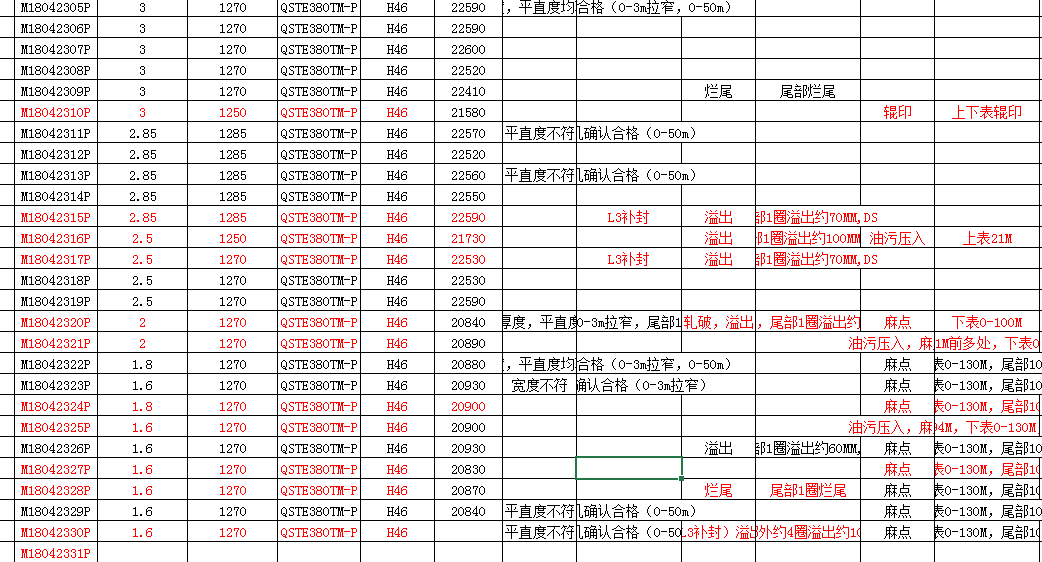 M18042305P 3 1270 QSTE380TM-P H46 22590 ，平直度均合格（0-3m拉窄，0-50m）
M18042306P 3 1270 QSTE380TM-P H46 22590
M18042307P 3 1270 QSTE380TM-P H46 22600
M18042308P 3 1270 QSTE380TM-P H46 22520
M18042309P 3 1270 QSTE380TM-P H46 22410 烂尾 尾部烂尾
M18042310P 3 1250 QSTE380TM-P H46 21580 辊印 上下表辊印
M18042311P 2.85 1285 QSTE380TM-P H46 22570 平直度不符 确认合格（0-50m）
M18042312P 2.85 1285 QSTE380TM-P H46 22520
M18042313P 2.85 1285 QSTE380TM-P H46 22560 平直度不符 确认合格（0-50m）
M18042314P 2.85 1285 QSTE380TM-P H46 22550
M18042315P 2.85 1285 QSTE380TM-P H46 22590 L3补封 溢出 部1圈溢出约70MM,DS
M18042316P 2.5 1250 QSTE380TM-P H46 21730 溢出 部1圈溢出约100MM 油污压入 上表21M
M18042317P 2.5 1270 QSTE380TM-P H46 22530 L3补封 溢出 部1圈溢出约70MM,DS
M18042318P 2.5 1270 QSTE380TM-P H46 22530
M18042319P 2.5 1270 QSTE380TM-P H46 22590
M18042320P 2 1270 QSTE380TM-P H46 20840 厚度，平直度 0-3m拉窄，尾部1 轧破，溢出 ，尾部1圈溢出约 麻点 下表0-100M
M18042321P 2 1270 QSTE380TM-P H46 20890 油污压入，麻 1M前多处，下表0
M18042322P 1.8 1270 QSTE380TM-P H46 20880 ，平直度均合格（0-3m拉窄，0-50m） 麻点 表0-130M，尾部10
M18042323P 1.6 1270 QSTE380TM-P H46 20930 宽度不符 确认合格（0-3m拉窄） 麻点 表0-130M，尾部10
M18042324P 1.8 1270 QSTE380TM-P H46 20900 麻点 表0-130M，尾部10
M18042325P 1.6 1270 QSTE380TM-P H46 20900 油污压入，麻 94M，下表0-130M
M18042326P 1.6 1270 QSTE380TM-P H46 20930 溢出 部1圈溢出约60MM, 麻点 表0-130M，尾部10
M18042327P 1.6 1270 QSTE380TM-P H46 20830 麻点 表0-130M，尾部10
M18042328P 1.6 1270 QSTE380TM-P H46 20870 烂尾 尾部1圈烂尾 麻点 表0-130M，尾部10
M18042329P 1.6 1270 QSTE380TM-P H46 20840 平直度不符 确认合格（0-50m） 麻点 表0-130M，尾部10
M18042330P 1.6 1270 QSTE380TM-P H46 平直度不符 确认合格（0-50 L3补封）溢出 外约4圈溢出约10 麻点 表0-130M，尾部10
M18042331P